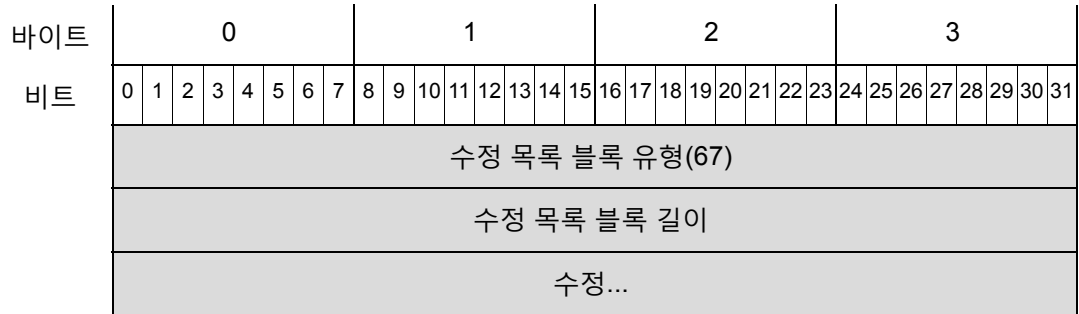 바이트 0 1 2 3
비트 0 1 2 3 4 5 6 7 8 9 10 11 12 13 14 15 16 17 18 19 20 21 22 23 24 25 26 27 28 29 30 31
수정 목록 블록 유형(67)
수정 목록 블록 길이
수정...